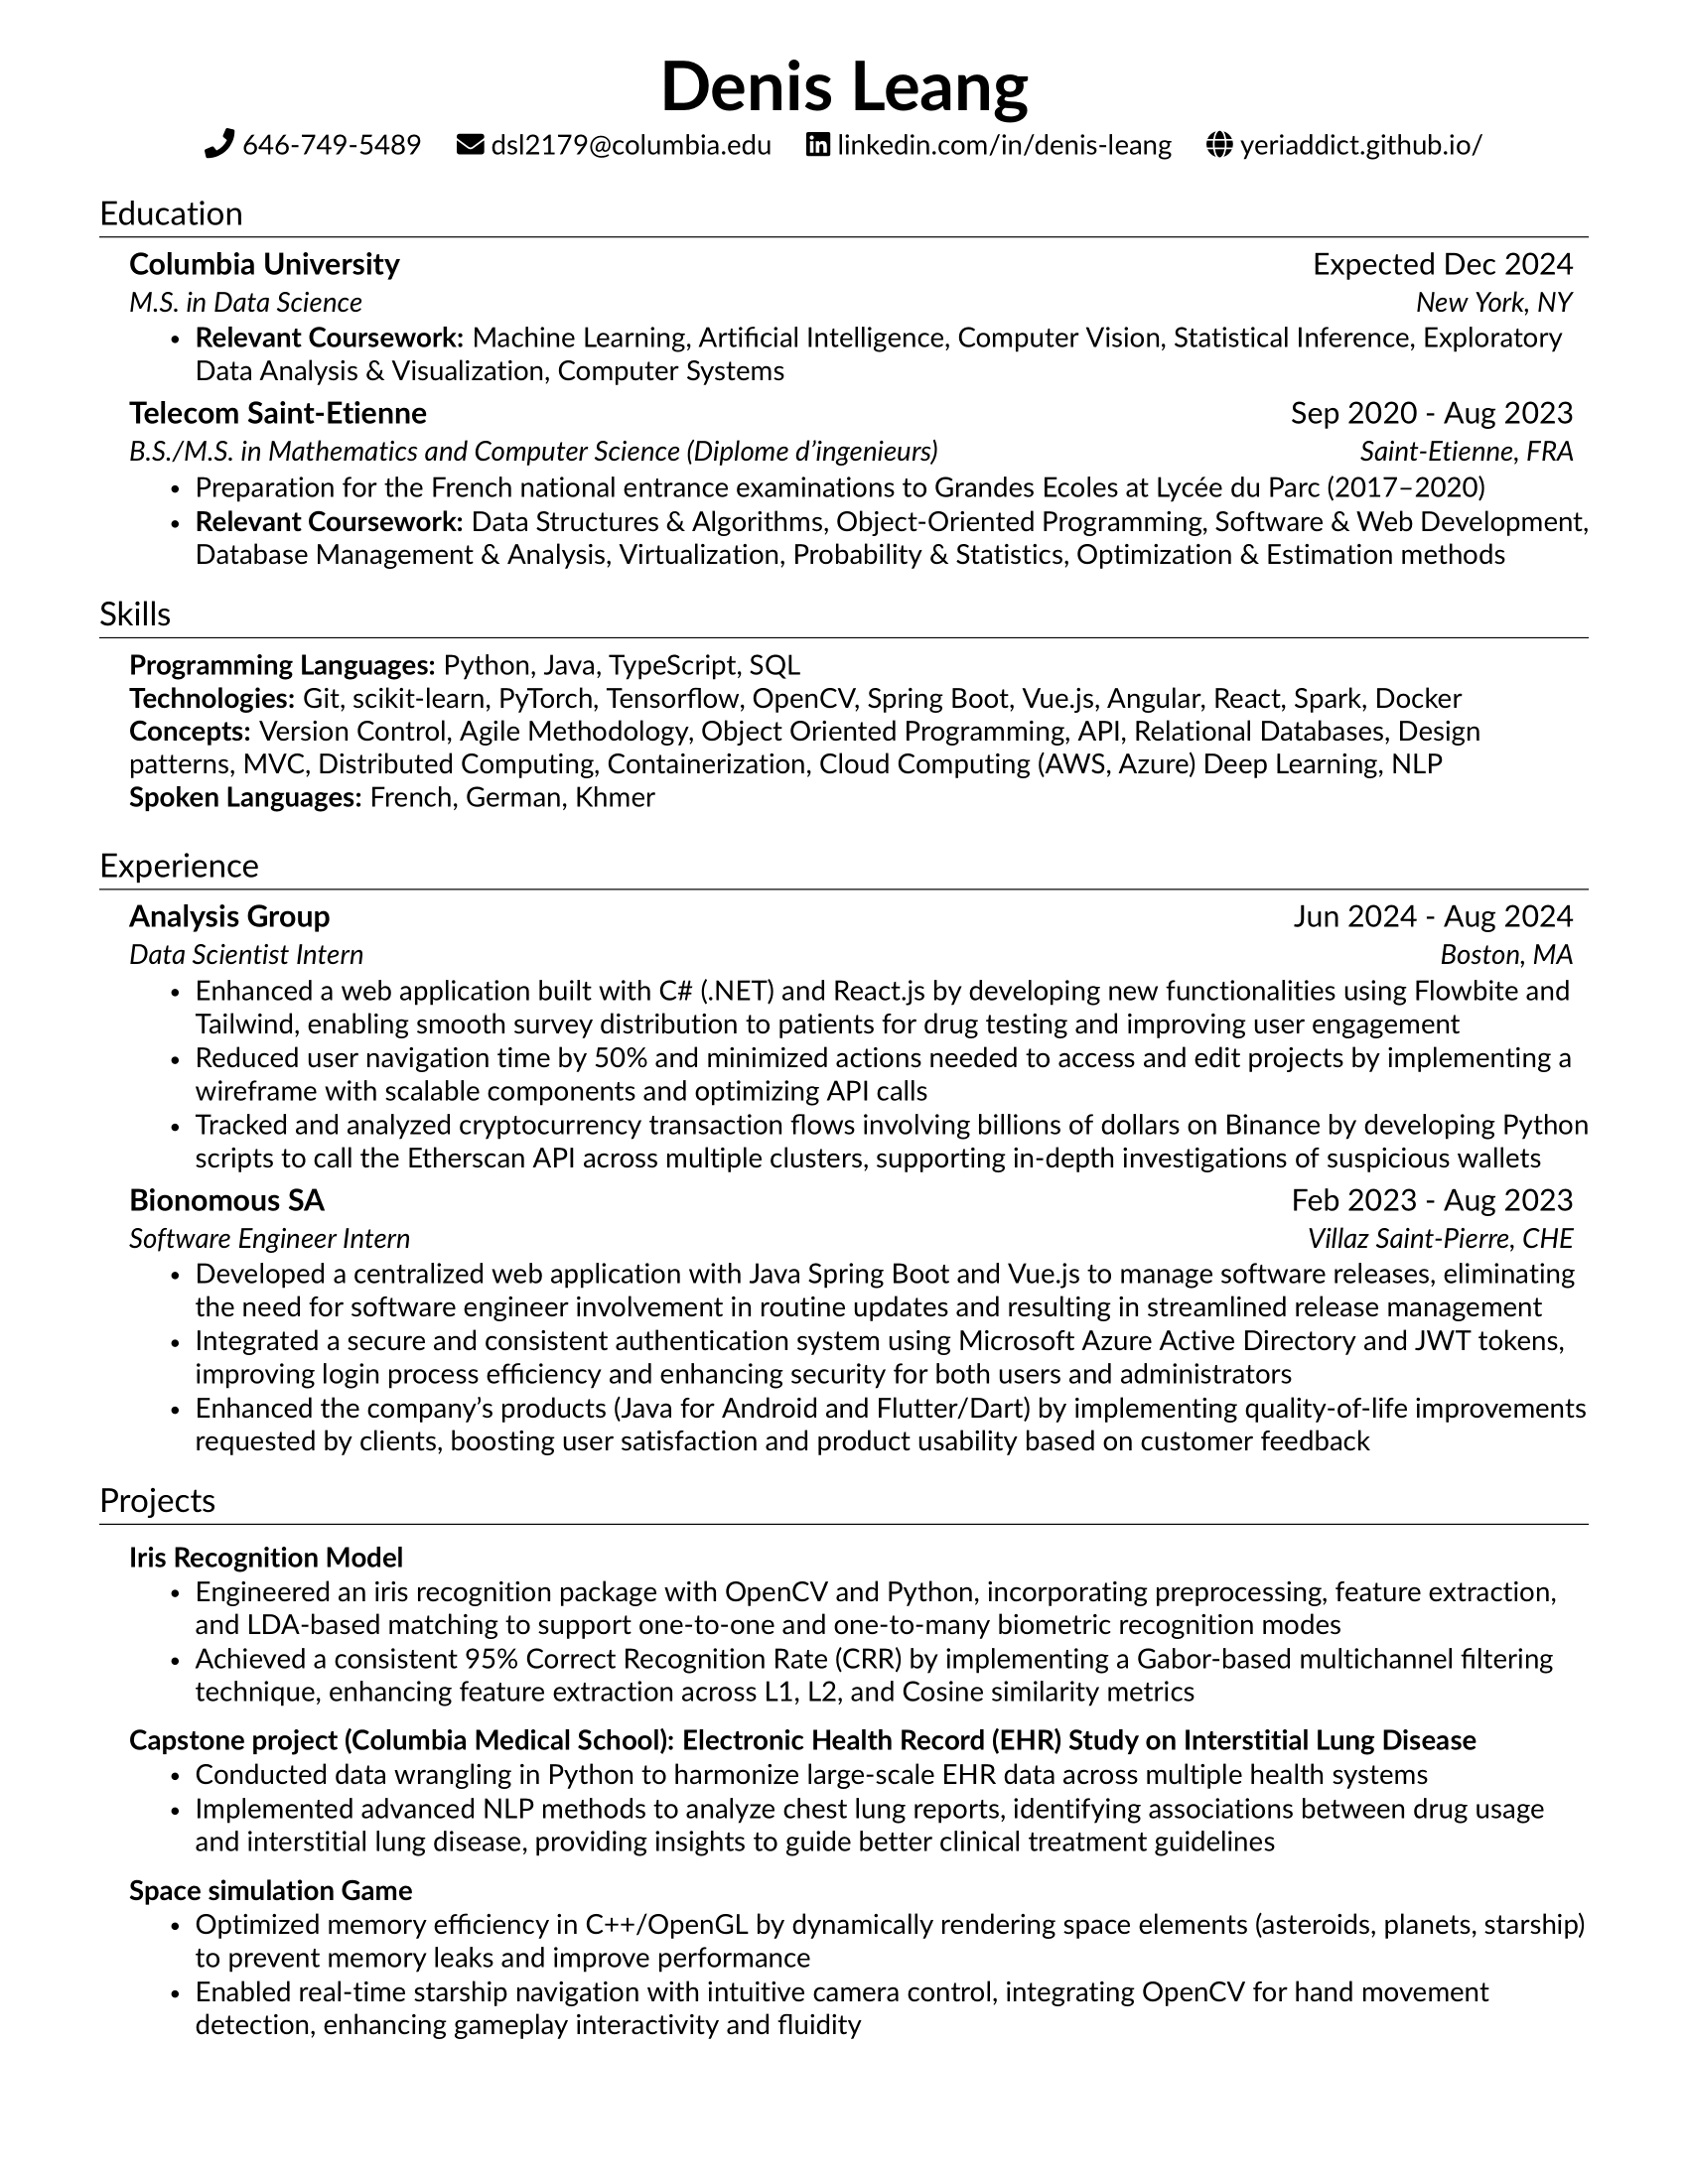 Denis Leang
646-749-5489 dsl2179@columbia.edu linkedin.com/in/denis-leang yeriaddict.github.io/
Education
Columbia University Expected Dec 2024
M.S. in Data Science New York, NY
• Relevant Coursework: Machine Learning, Artificial Intelligence, Computer Vision, Statistical Inference, Exploratory
Data Analysis & Visualization, Computer Systems
Telecom Saint-Etienne Sep 2020 - Aug 2023
B.S./M.S. in Mathematics and Computer Science (Diplome d'ingenieurs) Saint-Etienne, FRA
• Preparation for the French national entrance examinations to Grandes Ecoles at Lycée du Parc (2017–2020)
• Relevant Coursework: Data Structures & Algorithms, Object-Oriented Programming, Software & Web Development,
Database Management & Analysis, Virtualization, Probability & Statistics, Optimization & Estimation methods
Skills
Programming Languages: Python, Java, TypeScript, SQL
Technologies: Git, scikit-learn, PyTorch, Tensorflow, OpenCV, Spring Boot, Vue.js, Angular, React, Spark, Docker
Concepts: Version Control, Agile Methodology, Object Oriented Programming, API, Relational Databases, Design
patterns, MVC, Distributed Computing, Containerization, Cloud Computing (AWS, Azure) Deep Learning, NLP
Spoken Languages: French, German, Khmer
Experience
Analysis Group Jun 2024 - Aug 2024
Data Scientist Intern Boston, MA
• Enhanced a web application built with C# (.NET) and React.js by developing new functionalities using Flowbite and
Tailwind, enabling smooth survey distribution to patients for drug testing and improving user engagement
• Reduced user navigation time by 50% and minimized actions needed to access and edit projects by implementing a
wireframe with scalable components and optimizing API calls
• Tracked and analyzed cryptocurrency transaction flows involving billions of dollars on Binance by developing Python
scripts to call the Etherscan API across multiple clusters, supporting in-depth investigations of suspicious wallets
Bionomous SA Feb 2023 - Aug 2023
Software Engineer Intern Villaz Saint-Pierre, CHE
• Developed a centralized web application with Java Spring Boot and Vue.js to manage software releases, eliminating
the need for software engineer involvement in routine updates and resulting in streamlined release management
• Integrated a secure and consistent authentication system using Microsoft Azure Active Directory and JWT tokens,
improving login process efficiency and enhancing security for both users and administrators
• Enhanced the company's products (Java for Android and Flutter/Dart) by implementing quality-of-life improvements
requested by clients, boosting user satisfaction and product usability based on customer feedback
Projects
Iris Recognition Model
• Engineered an iris recognition package with OpenCV and Python, incorporating preprocessing, feature extraction,
and LDA-based matching to support one-to-one and one-to-many biometric recognition modes
• Achieved a consistent 95% Correct Recognition Rate (CRR) by implementing a Gabor-based multichannel filtering
technique, enhancing feature extraction across L1, L2, and Cosine similarity metrics
Capstone project (Columbia Medical School): Electronic Health Record (EHR) Study on Interstitial Lung Disease
• Conducted data wrangling in Python to harmonize large-scale EHR data across multiple health systems
• Implemented advanced NLP methods to analyze chest lung reports, identifying associations between drug usage
and interstitial lung disease, providing insights to guide better clinical treatment guidelines
Space simulation Game
• Optimized memory efficiency in C++/OpenGL by dynamically rendering space elements (asteroids, planets, starship)
to prevent memory leaks and improve performance
• Enabled real-time starship navigation with intuitive camera control, integrating OpenCV for hand movement
detection, enhancing gameplay interactivity and fluidity